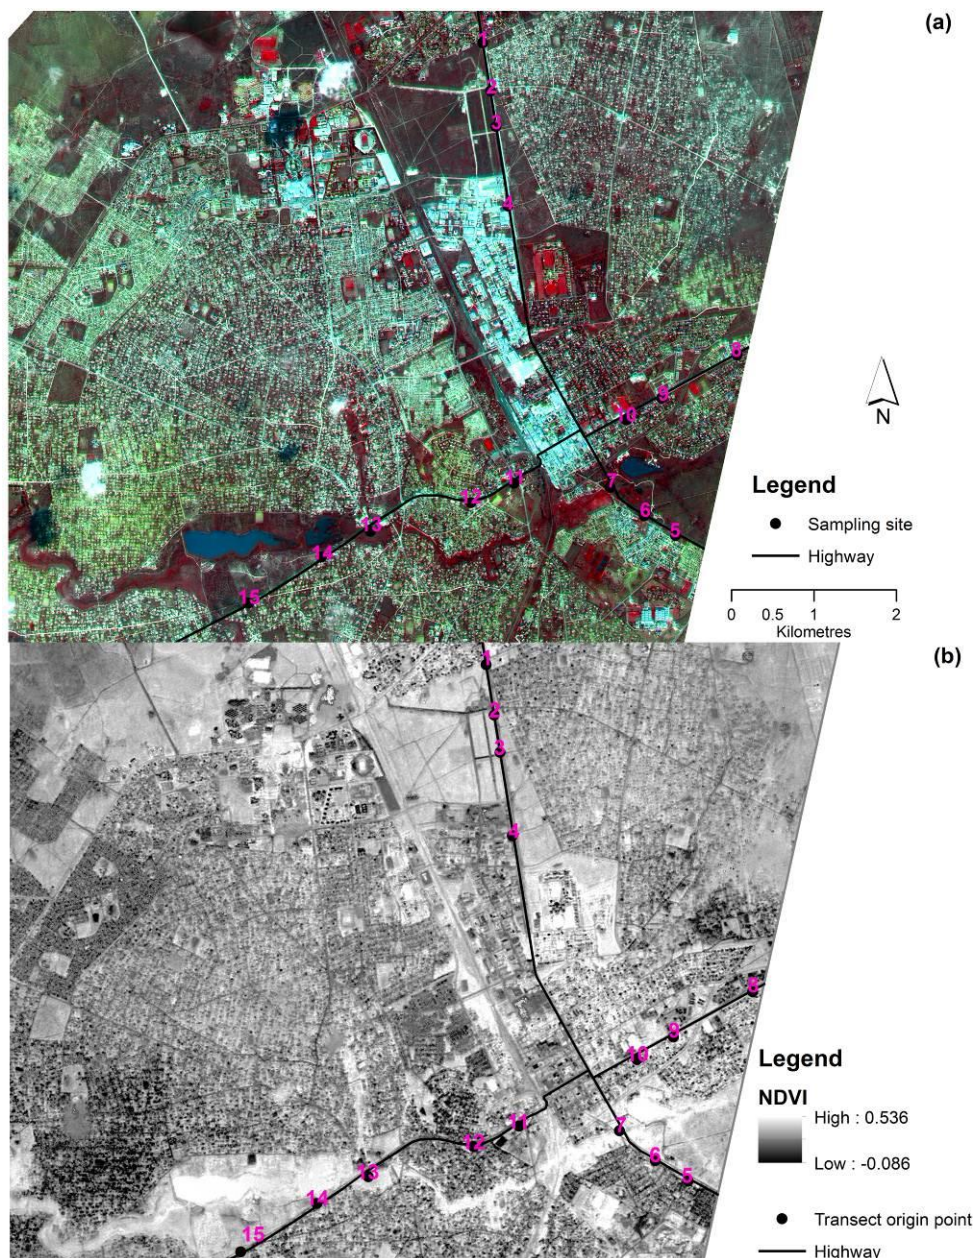 (a)
1
2
3
4
8
9
10
7
11
12
6
13
5
14
15
N
Legend
Sampling site
Highway
0 0.5 1 2
Kilometres
(b)
1
2
3
4
8
9
10
11
7
12
6
13
5
14
15
Legend
NDVI
High : 0.536
Low : -0.086
Transect origin point
Highway